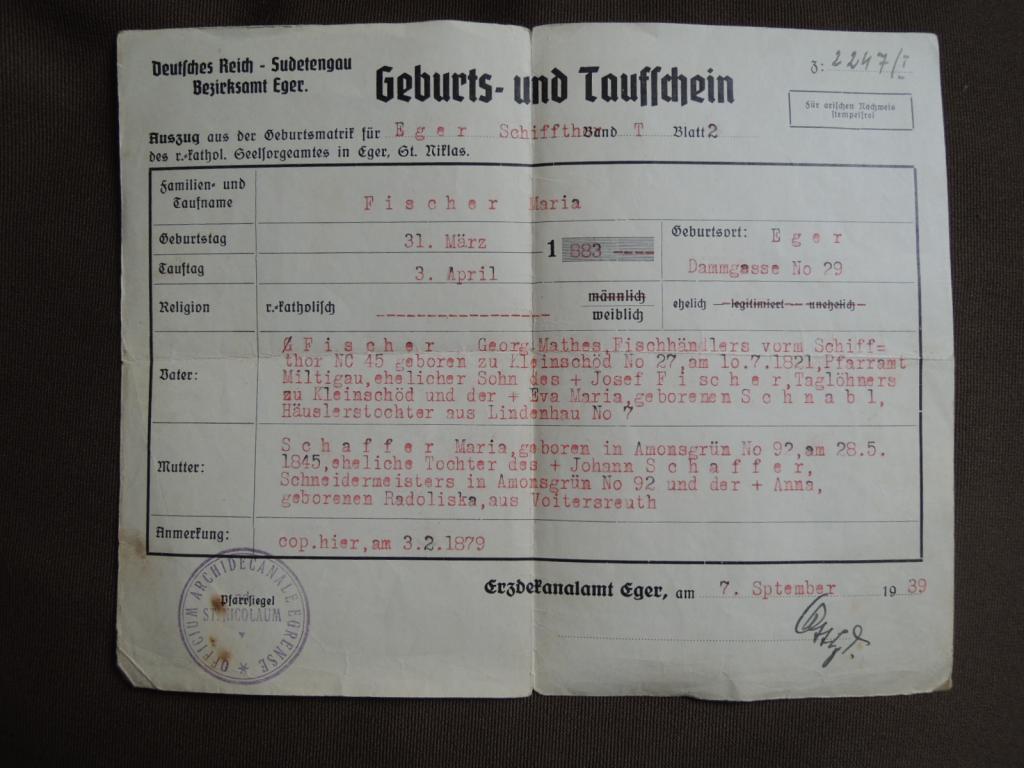 Deutsches Reich - Sudetengau
Bezirksamt Eger.
Geburts- und Taufschein
Z: 2247/I
Für arischen Nachweis
stempelfrei
Auszug aus der Geburtsmatrik für Eger Schiffthor Band T Blatt 2
des r.-kathol. Seelsorgeamtes in Eger, St. Niklas.
Familien- und
Taufname
Fischer Maria
Geburtstag 31. März
1 883
Geburtsort: Eger
Tauftag 3. April
Dammgasse No 29
Religion r.-katholisch
männlich
weiblich
ehelich — legitimiert — unehelich —
Vater:
Fischer Georg Mathes, Fischhändlers vorm Schiff=
thor NC 45 geboren zu Kleinschöd No 27, am 10.7.1821, Pfarramt
Miltigau, ehelicher Sohn des + Josef Fischer, Taglöhners
zu Kleinschöd und der + Eva Maria, geborenen Schnabl,
Häuslerstochter aus Lindenhau No 7
Mutter:
Schaffer Maria, geboren in Amonsgrün No 92, am 28.5.
1845, eheliche Tochter des + Johann Schaffer,
Schneidermeisters in Amonsgrün No 92 und der + Anna,
geborenen Radoliska, aus Voitersreuth
Anmerkung: cop.hier, am 3.2.1879
OFFICIUM ARCHIDECANALE EGRENSE
Pfarrsiegel
ST. NICOLAUM
Erzdekanalamt Eger, am 7. Sptember 1939